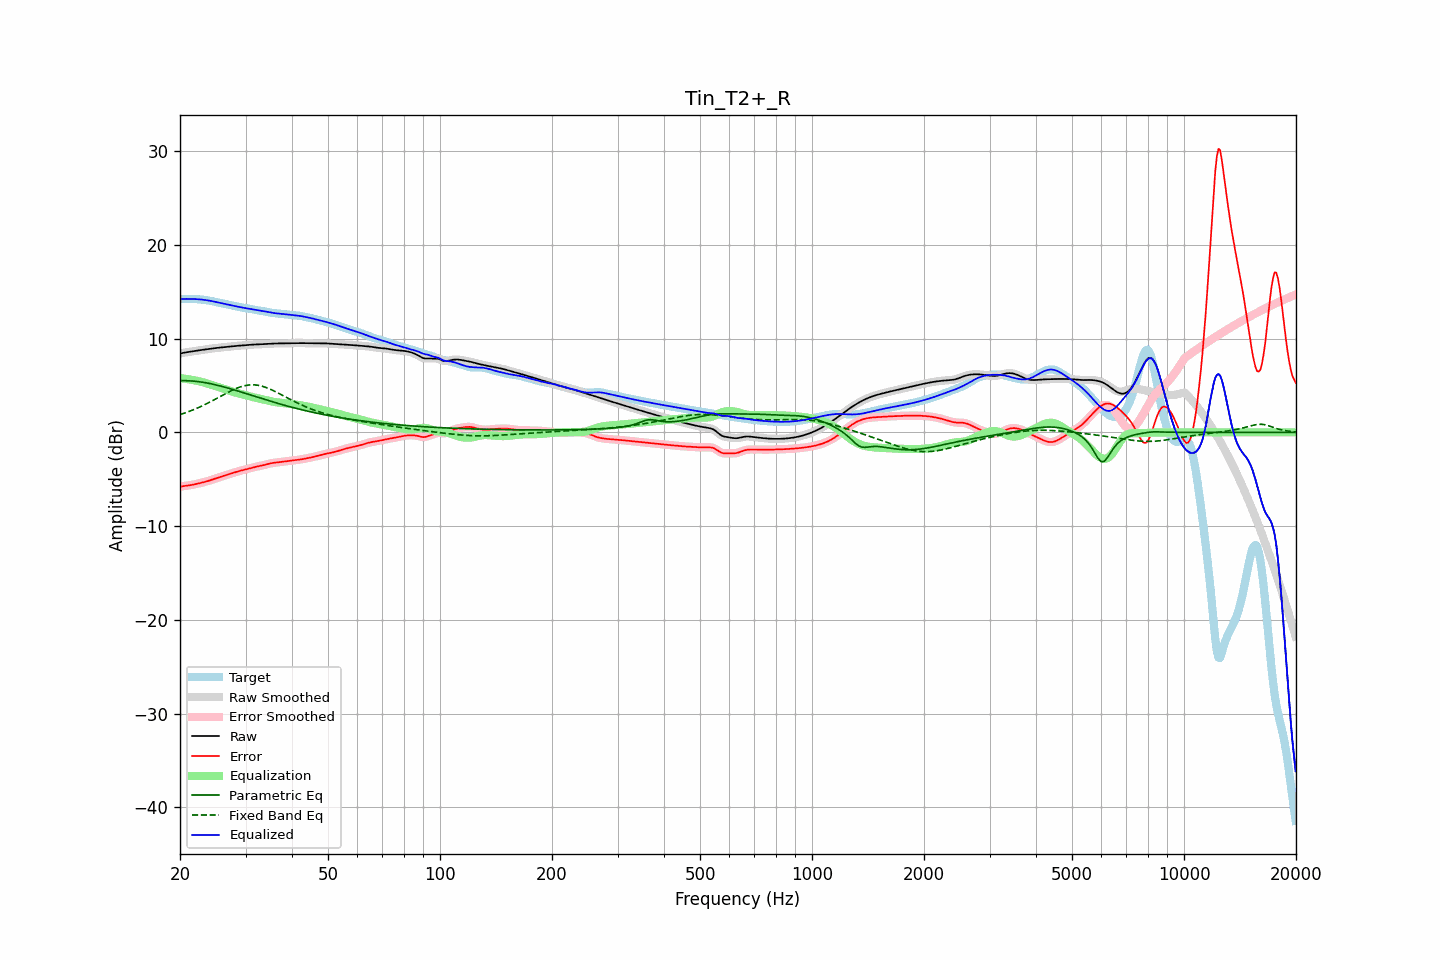 Tin_T2+_R
Amplitude (dBr)
30
20
10
0
−10
−20
−30
−40
Target
Raw Smoothed
Error Smoothed
Raw
Error
Equalization
Parametric Eq
Fixed Band Eq
Equalized
20 50 100 200 500 1000 2000 5000 10000 20000
Frequency (Hz)